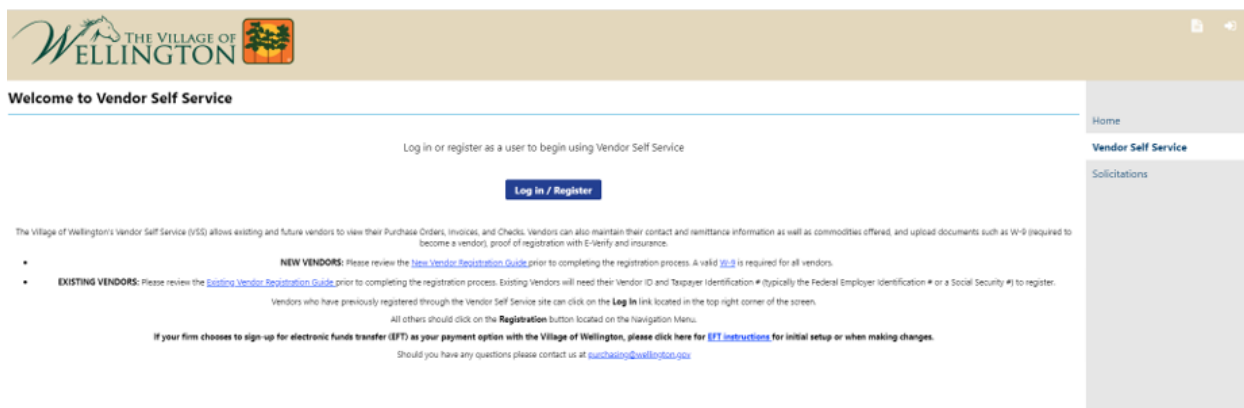 THE VILLAGE OF
WELLINGTON
Welcome to Vendor Self Service
Home
Log in or register as a user to begin using Vendor Self Service
Vendor Self Service
Solicitations
Log in / Register
The Village of Wellington's Vendor Self Service (VSS) allows existing and future vendors to view their Purchase Orders, Invoices, and Checks. Vendors can also maintain their contact and remittance information as well as commodities offered, and upload documents such as W-9 (required to
become a vendor), proof of registration with E-Verify and insurance.
• NEW VENDORS: Please review the New Vendor Registration Guide prior to completing the registration process. A valid W-9 is required for all vendors.
• EXISTING VENDORS: Please review the Existing Vendor Registration Guide prior to completing the registration process. Existing Vendors will need their Vendor ID and Taxpayer Identification # (typically the Federal Employer Identification # or a Social Security #) to register.
Vendors who have previously registered through the Vendor Self Service site can click on the Log In link located in the top right corner of the screen.
All others should click on the Registration button located on the Navigation Menu.
If your firm chooses to sign-up for electronic funds transfer (EFT) as your payment option with the Village of Wellington, please click here for EFT instructions for initial setup or when making changes.
Should you have any questions please contact us at purchasing@wellington.gov